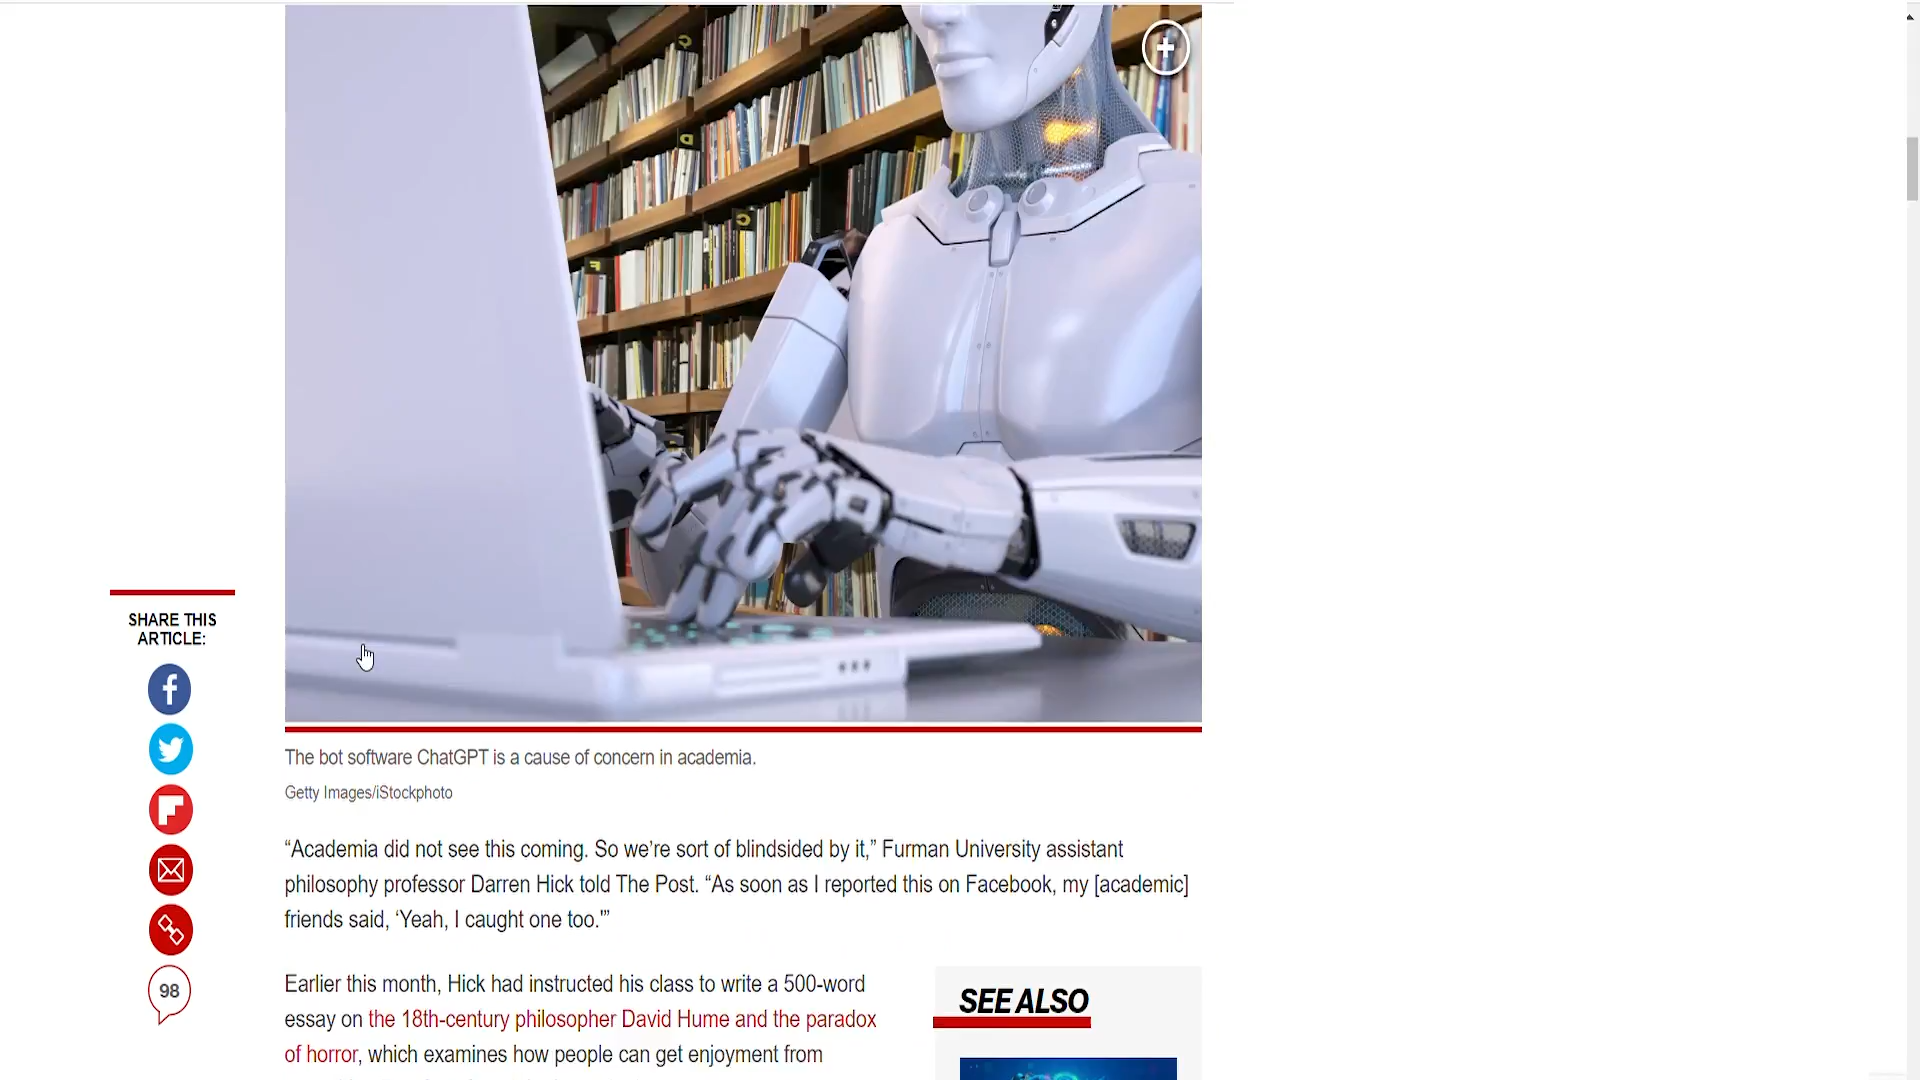 SHARE THIS
ARTICLE:
98
The bot software ChatGPT is a cause of concern in academia.
Getty Images/iStockphoto
“Academia did not see this coming. So we’re sort of blindsided by it,” Furman University assistant
philosophy professor Darren Hick told The Post. “As soon as I reported this on Facebook, my [academic]
friends said, ‘Yeah, I caught one too.’”
Earlier this month, Hick had instructed his class to write a 500-word
essay on the 18th-century philosopher David Hume and the paradox
of horror, which examines how people can get enjoyment from
SEE ALSO